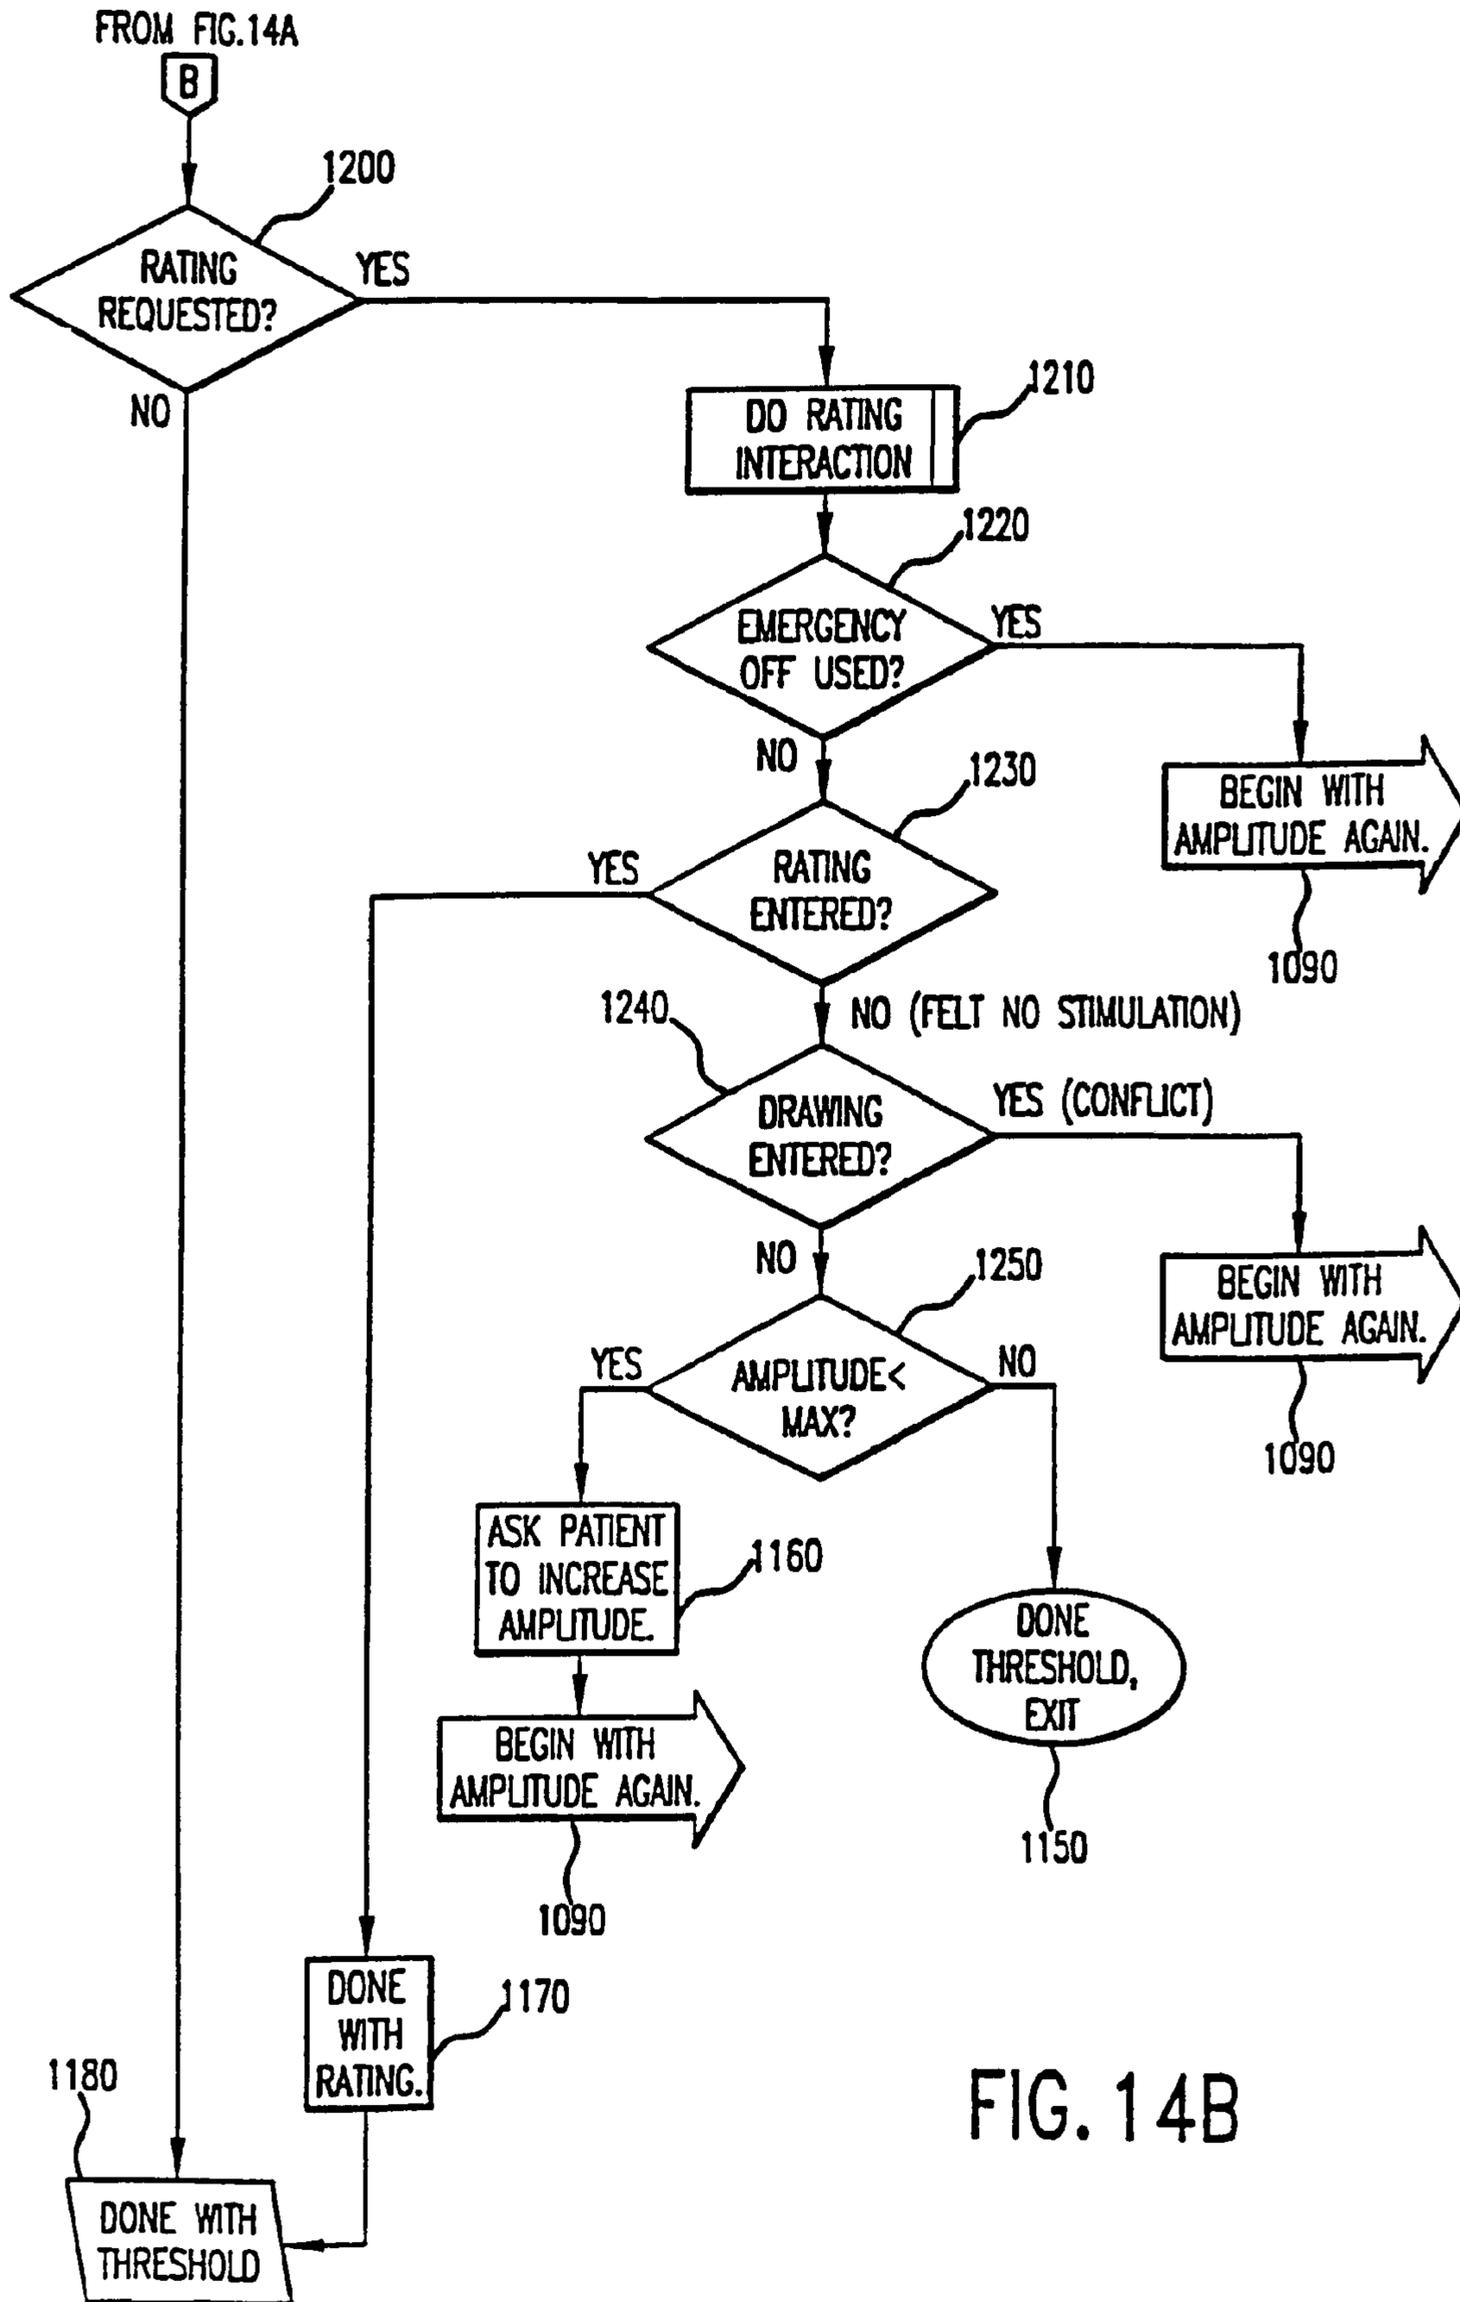 FROM FIG.14A
B
1200
RATING
REQUESTED?
YES
NO
1210
DO RATING
INTERACTION
1220
EMERGENCY
OFF USED?
YES
NO
BEGIN WITH
AMPLITUDE AGAIN.
1090
1230
RATING
ENTERED?
YES
NO (FELT NO STIMULATION)
1240
DRAWING
ENTERED?
YES (CONFLICT)
NO
BEGIN WITH
AMPLITUDE AGAIN.
1090
1250
AMPLITUDE<
MAX?
YES
NO
ASK PATIENT
TO INCREASE
AMPLITUDE.
1160
DONE
THRESHOLD,
EXIT
1150
BEGIN WITH
AMPLITUDE AGAIN.
1090
DONE
WITH
RATING.
1170
1180
DONE WITH
THRESHOLD
FIG. 14B